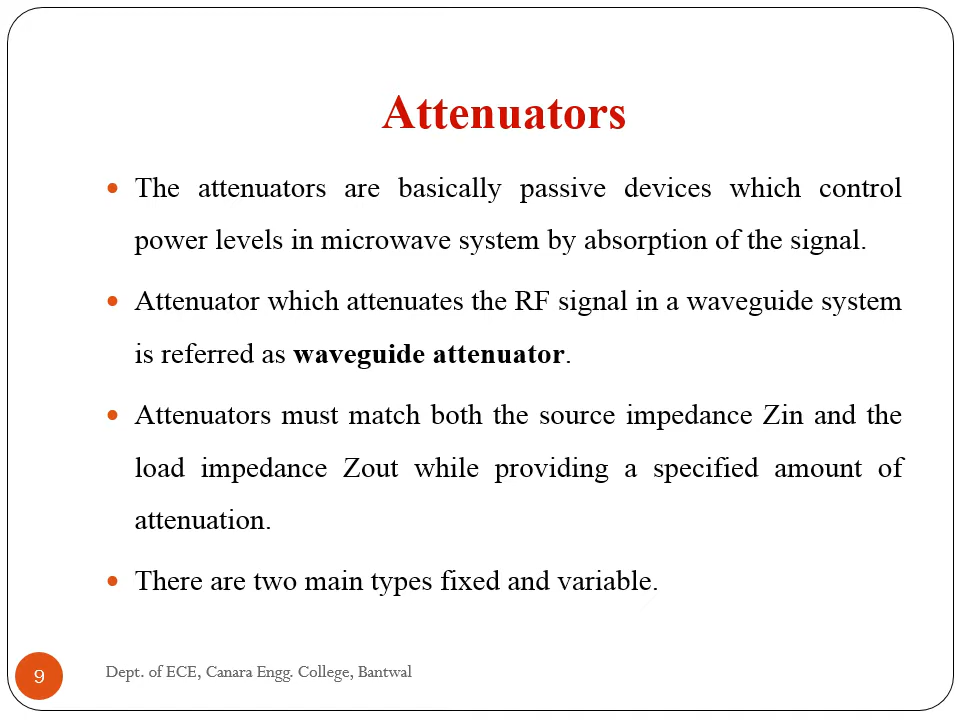 Attenuators
• The attenuators are basically passive devices which control
power levels in microwave system by absorption of the signal.
• Attenuator which attenuates the RF signal in a waveguide system
is referred as waveguide attenuator.
• Attenuators must match both the source impedance Zin and the
load impedance Zout while providing a specified amount of
attenuation.
• There are two main types fixed and variable.
9 Dept. of ECE, Canara Engg. College, Bantwal